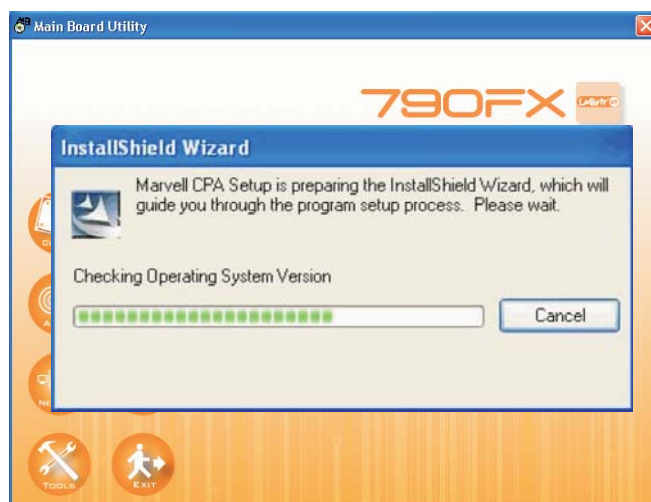 Main Board Utility
790FX
InstallShield Wizard
Marvell CPA Setup is preparing the InstallShield Wizard, which will
guide you through the program setup process. Please wait.
Checking Operating System Version
Cancel
TOOLS
EXIT